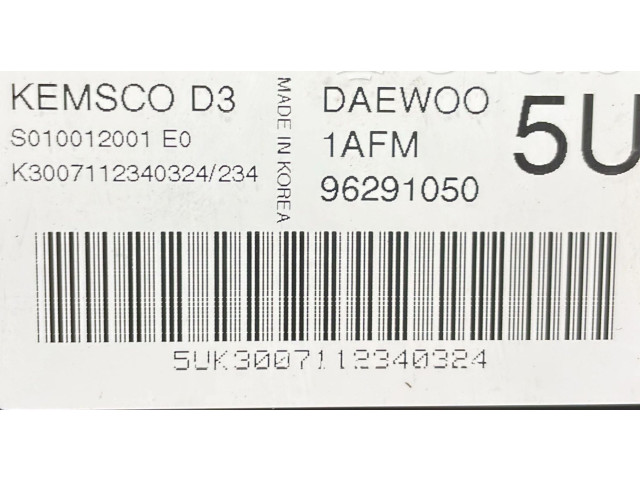 KEMSCO D3
S010012001 E0
K3007112340324/234
MADE IN KOREA
DAEWOO
1AFM
96291050
5U
5UK3007112340324